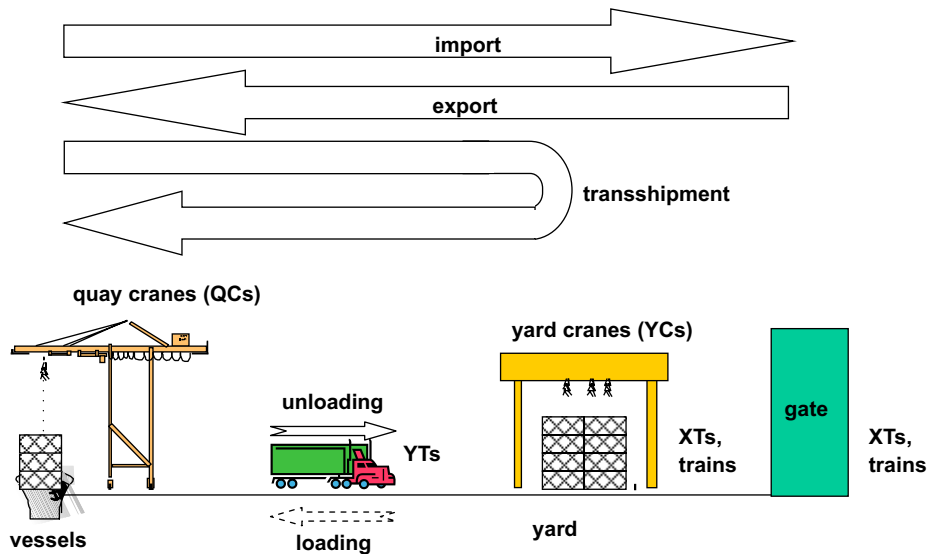 import
export
transshipment
quay cranes (QCs)
yard cranes (YCs)
unloading
YTs
gate
XTs,
trains
XTs,
trains
vessels
loading
yard